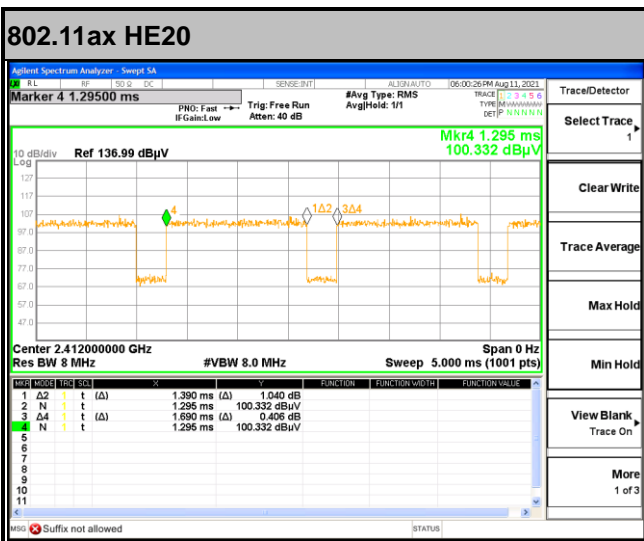 802.11ax HE20
Agilent Spectrum Analyzer - Swept SA
RL RF 50 Ω DC SENSE:INT ALIGNAUTO 06:00:26 PM Aug 11, 2021
Marker 4 1.29500 ms
PNO: Fast Trig: Free Run #Avg Type: RMS TRACE 1 2 3 4 5 6
IFGain:Low Atten: 40 dB Avg|Hold: 1/1 TYPE M
DET P N N N N N
Trace/Detector
Mkr4 1.295 ms
100.332 dBµV
10 dB/div Ref 136.99 dBµV
Log
127
117
107
97.0
87.0
77.0
67.0
57.0
47.0
4 1Δ2 3Δ4
Center 2.412000000 GHz Span 0 Hz
Res BW 8 MHz #VBW 8.0 MHz Sweep 5.000 ms (1001 pts)
MKR MODE TRC SCL X Y FUNCTION FUNCTION WIDTH FUNCTION VALUE
1 Δ2 1 t (Δ) 1.390 ms (Δ) 1.040 dB
2 N 1 t 1.295 ms 100.332 dBµV
3 Δ4 1 t (Δ) 1.690 ms (Δ) 0.406 dB
4 N 1 t 1.295 ms 100.332 dBµV
5
6
7
8
9
10
11
MSG Suffix not allowed STATUS
Select Trace
1
Clear Write
Trace Average
Max Hold
Min Hold
View Blank
Trace On
More
1 of 3